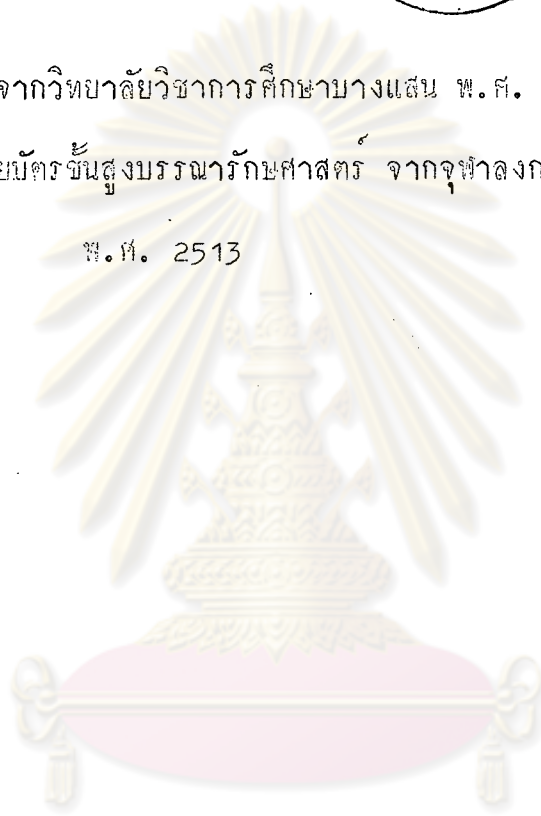 จากวิทยาลัยวิชาการศึกษาบางแสน พ.ศ.
ยบัตรชั้นสูงบรรณารักษศาสตร์ จากจุฬาลงก
พ.ศ. 2513